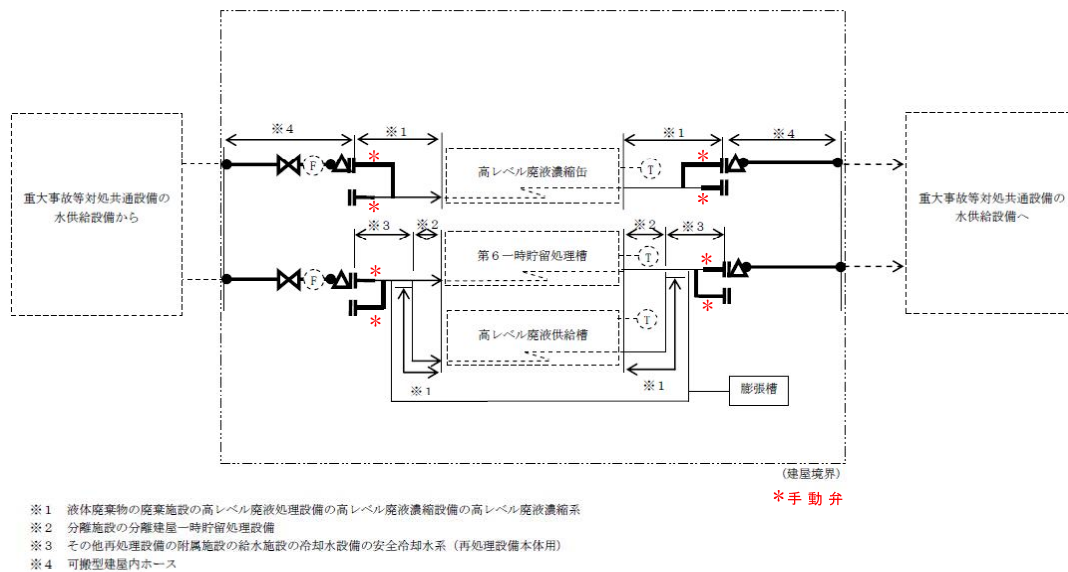 ※4
※1
※1
※4
重大事故等対処共通設備の
水供給設備から
F
*
*
高レベル廃液濃縮缶
T
*
*
重大事故等対処共通設備の
水供給設備へ
※3
※2
※2
※3
F
*
*
第6一時貯留処理槽
T
*
*
高レベル廃液供給槽
T
※1
※1
膨張槽
(建屋境界)
*手動弁
※1 液体廃棄物の廃棄施設の高レベル廃液処理設備の高レベル廃液濃縮設備の高レベル廃液濃縮系
※2 分離施設の分離建屋一時貯留処理設備
※3 その他再処理設備の附属施設の給水施設の冷却水設備の安全冷却水系(再処理設備本体用)
※4 可搬型建屋内ホース